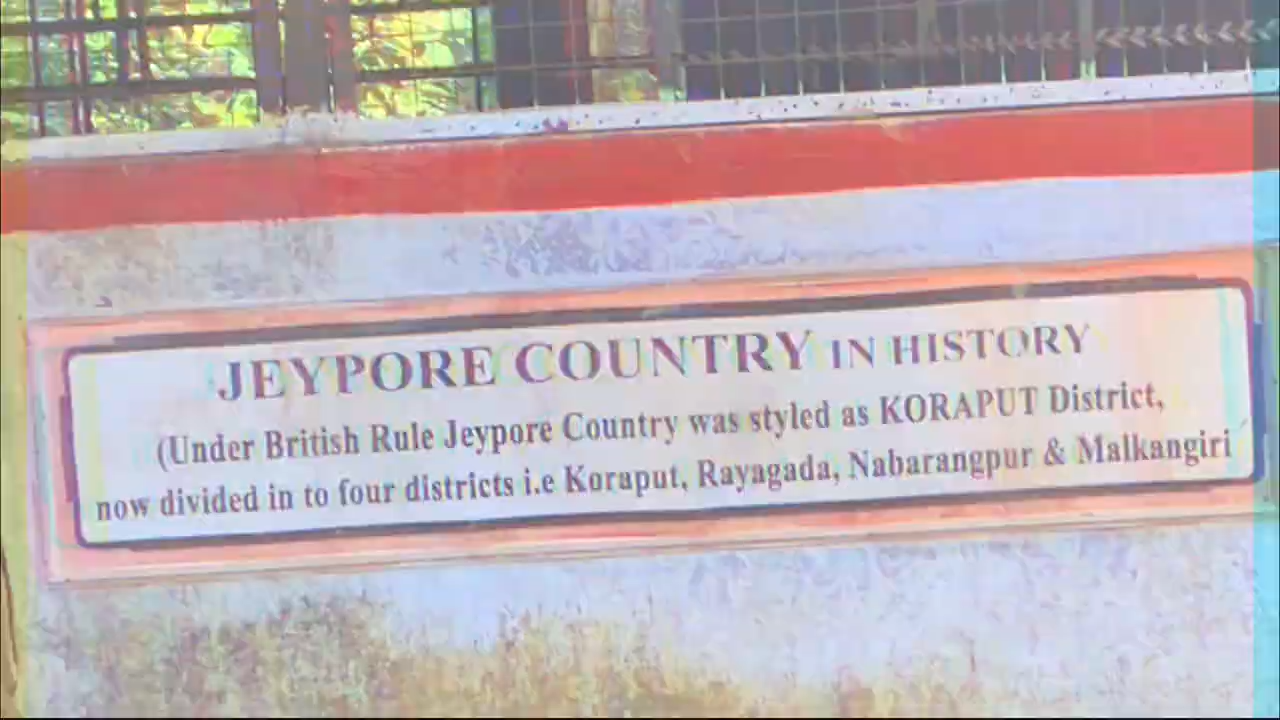 JEYPORE COUNTRY IN HISTORY
(Under British Rule Jeypore Country was styled as KORAPUT District,
now divided in to four districts i.e Koraput, Rayagada, Nabarangpur & Malkangiri